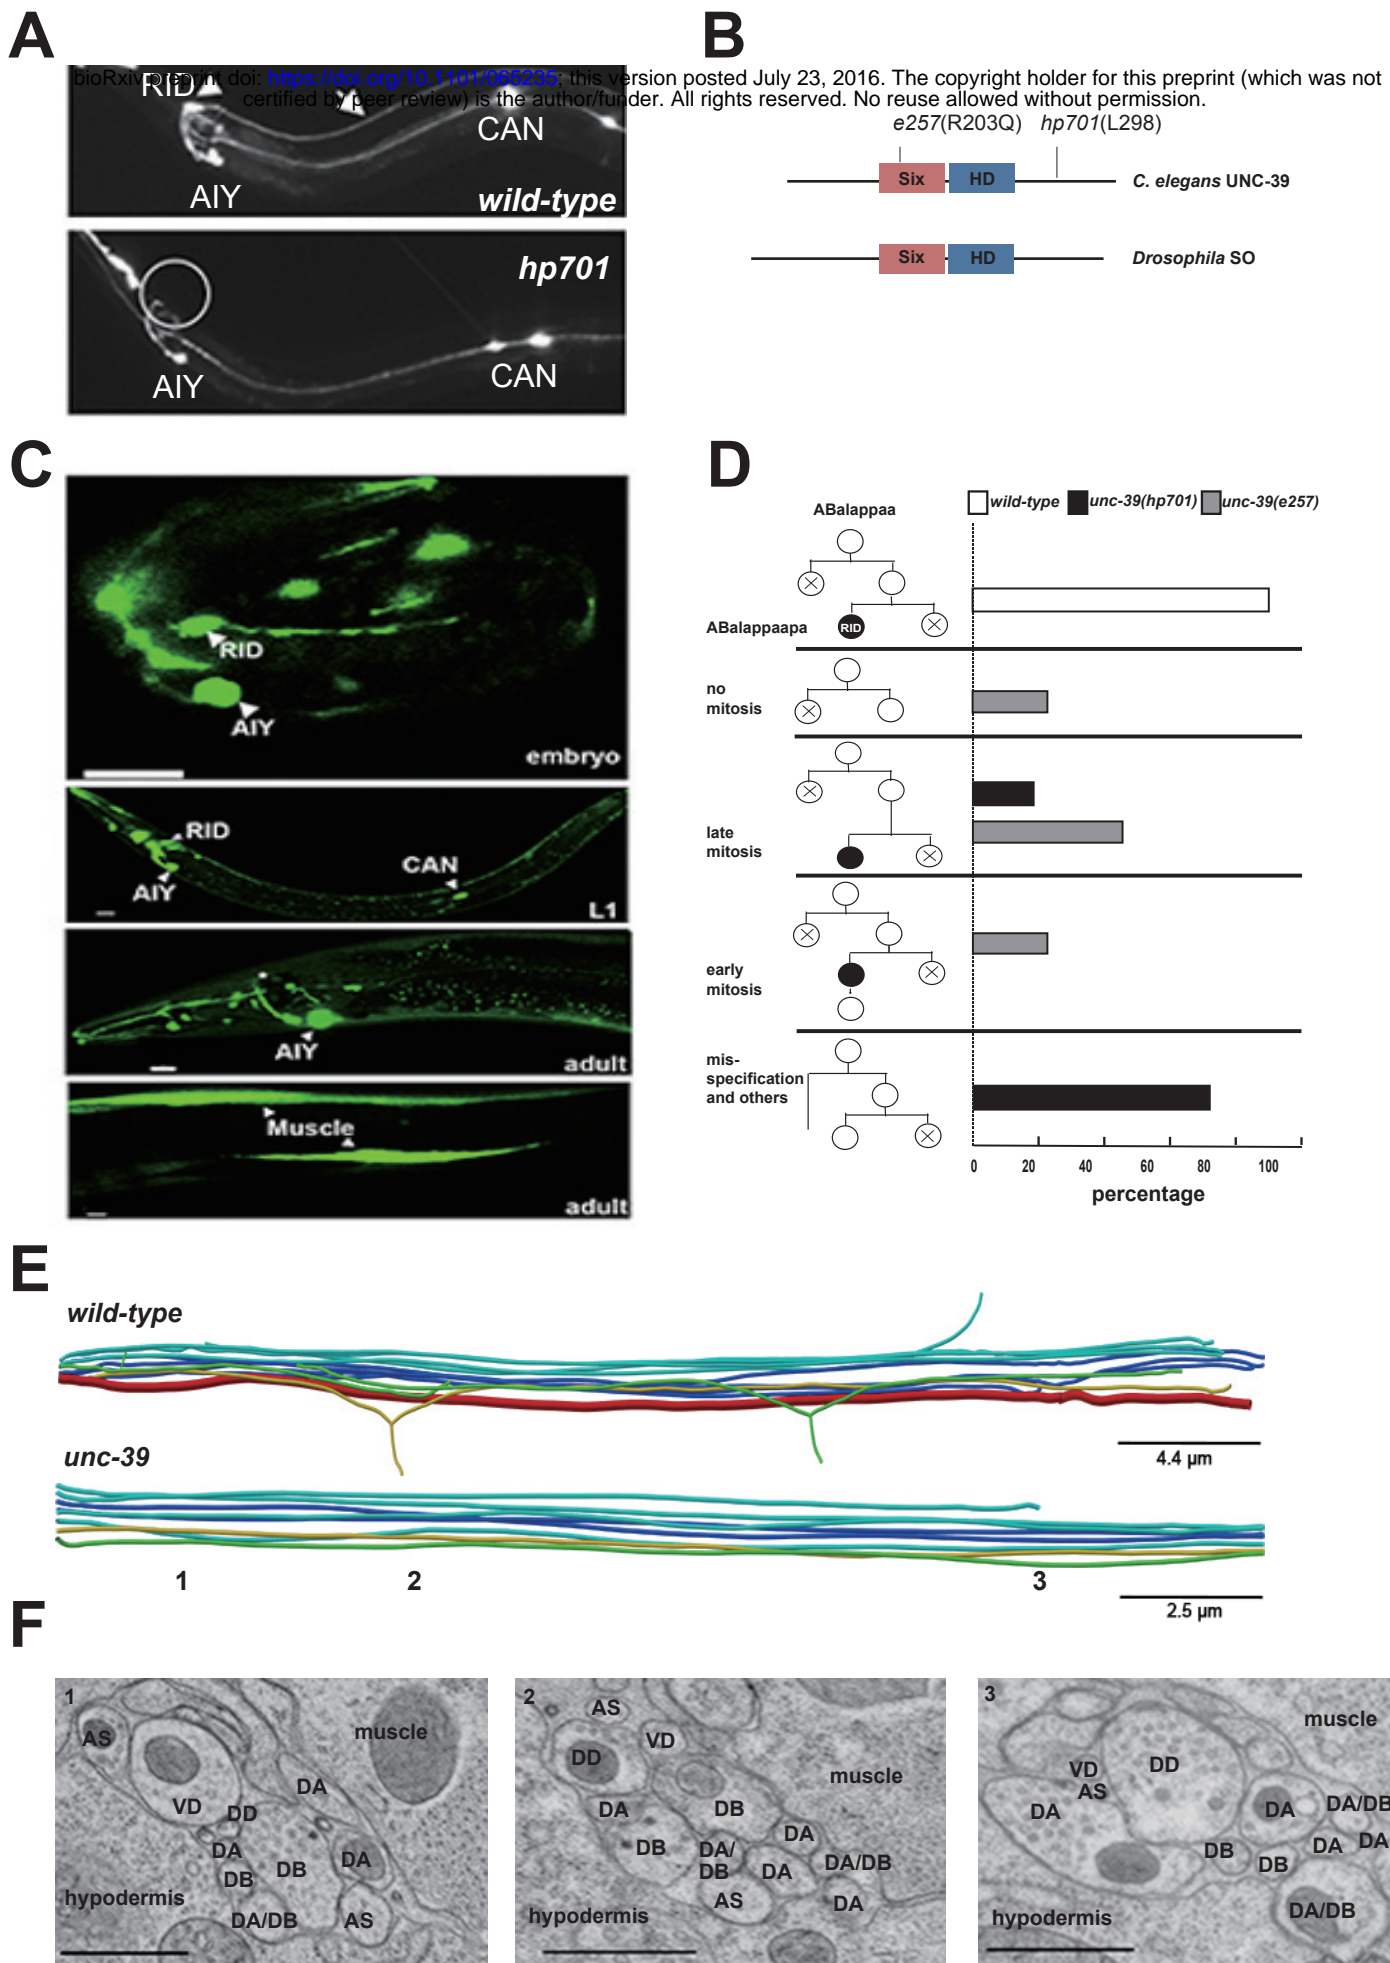 A
B
bioRxiv preprint doi: https://doi.org/10.1101/065235; this version posted July 23, 2016. The copyright holder for this preprint (which was not
certified by peer review) is the author/funder. All rights reserved. No reuse allowed without permission.
RID
CAN
AIY
wild-type
hp701
AIY
CAN
e257(R203Q) hp701(L298)
Six HD C. elegans UNC-39
Six HD Drosophila SO
C
RID
AIY
embryo
RID
CAN
AIY
L1
AIY
adult
Muscle
adult
D
ABalappaa
wild-type unc-39(hp701) unc-39(e257)
ABalappaapa
RID
no
mitosis
late
mitosis
early
mitosis
mis-
specification
and others
0 20 40 60 80 100
percentage
E
wild-type
4.4 µm
unc-39
1 2 3
2.5 µm
F
1
AS
muscle
DA
VD DD
DA
DB DB DA
hypodermis
DA/DB AS
2
AS
VD
DD
muscle
DA DB
DB DA/ DA
DB DA DA/DB
AS DA
hypodermis
3
muscle
VD DD
AS
DA DA DA/DB
DB DB DA DA
DA/DB
hypodermis